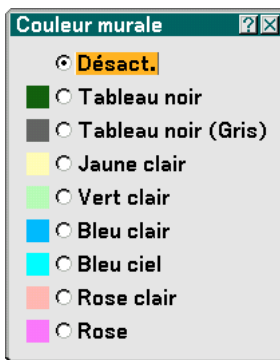 Couleur murale
Désact.
Tableau noir
Tableau noir (Gris)
Jaune clair
Vert clair
Bleu clair
Bleu ciel
Rose clair
Rose